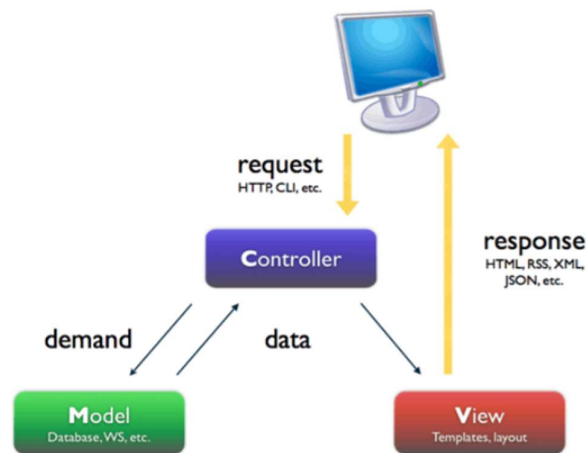 request
HTTP, CLI, etc.
Controller
response
HTML, RSS, XML,
JSON, etc.
demand
data
Model
Database, WS, etc.
View
Templates, layout